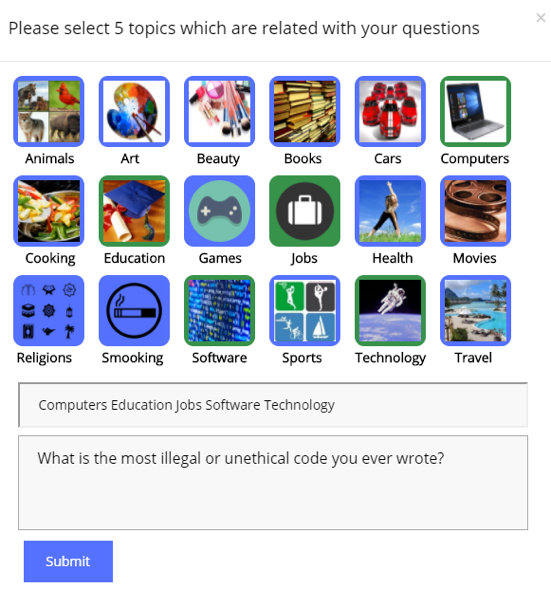 Please select 5 topics which are related with your questions
×
Animals Art Beauty Books Cars Computers
Cooking Education Games Jobs Health Movies
Religions Smooking Software Sports Technology Travel
Computers Education Jobs Software Technology
What is the most illegal or unethical code you ever wrote?
Submit